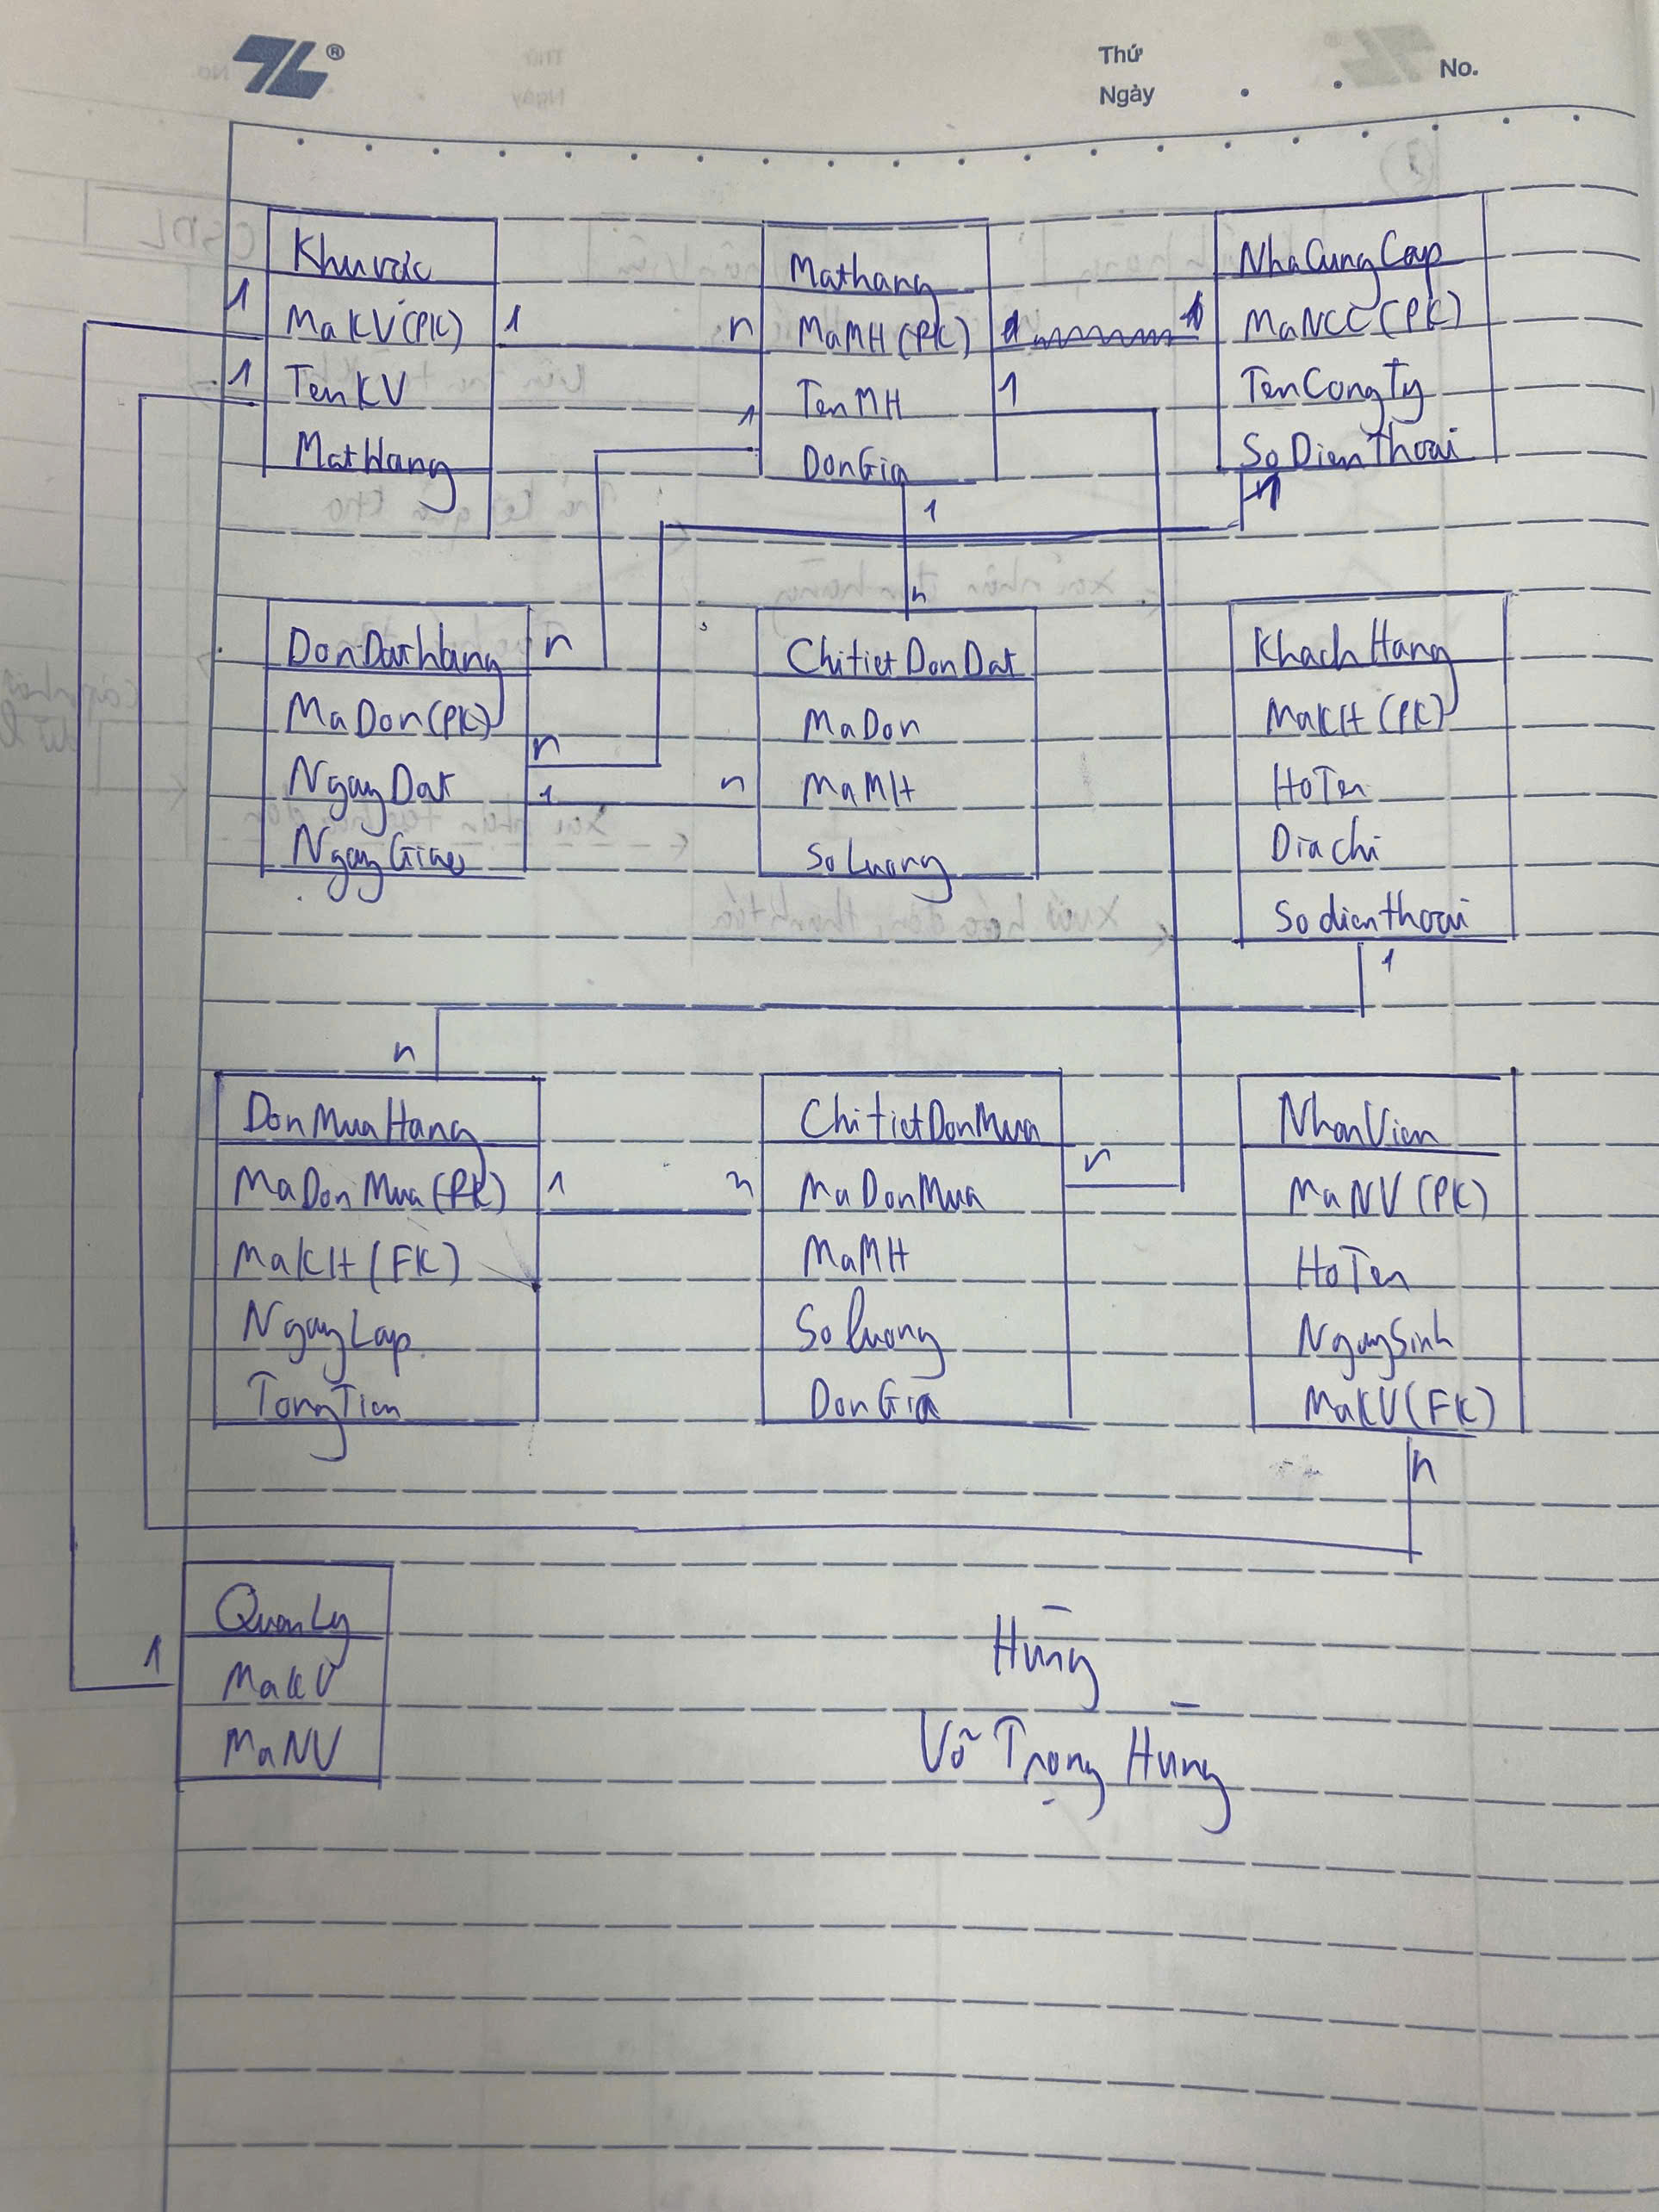 Thứ
Ngày
No.
Khuvực
MaKV(PK)
TenKV
MatHang
1
1
1
n
Mathang
MaMH(PK)
TenMH
DonGia
1
1
1
NhaCungCap
MaNCC(PK)
TenCongTy
SoDienThoai
DonDathang
MaDon(PK)
NgayDat
NgayGiao
n
n
1
n
n
ChitietDonDat
MaDon
MaMH
SoLuong
KhachHang
MaKH(PK)
HoTen
Diachi
Sodienthoai
1
n
DonMuaHang
MaDonMua(PK)
MaKH(FK)
NgayLap
TongTien
1
n
ChitietDonMua
MaDonMua
MaMH
Soluong
DonGia
n
NhanVien
MaNV(PK)
HoTen
NgaySinh
MaKV(FK)
n
QuanLy
MaKV
MaNV
1
Hùng
Võ Trọng Hùng